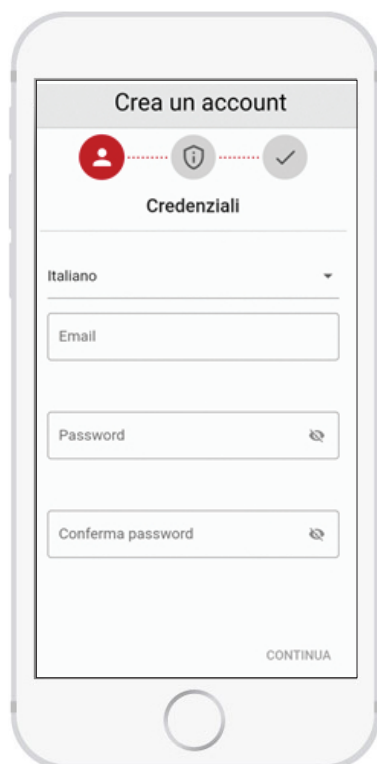 Crea un account
Credenziali
Italiano
Email
Password
Conferma password
CONTINUA